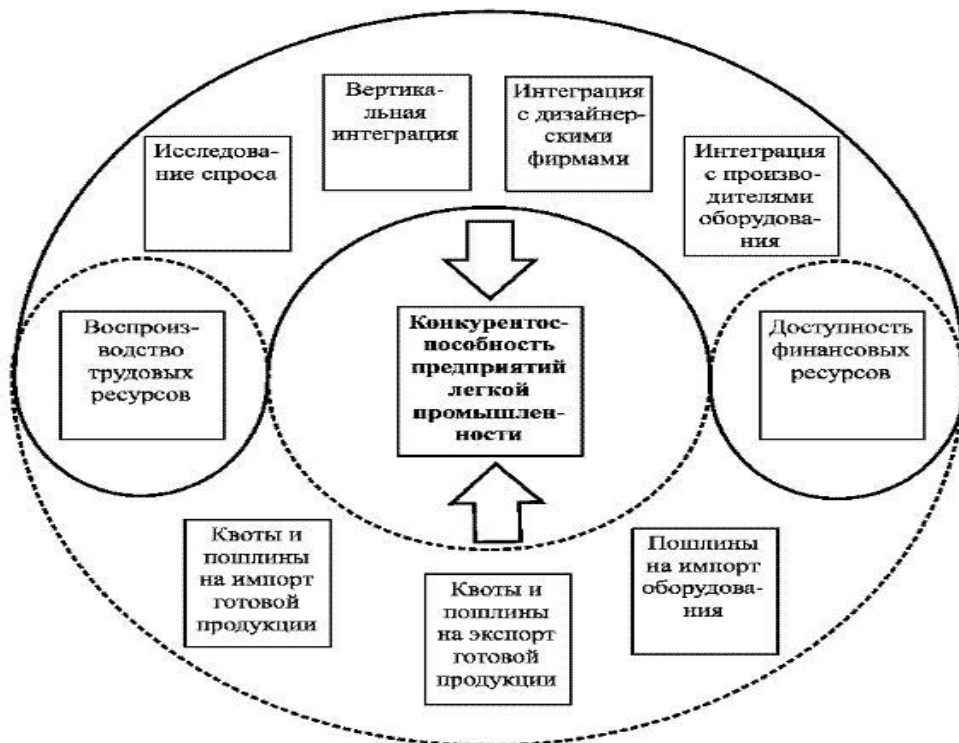 Вертика-
льная
интеграция
Интеграция
с дизайнер-
скими
фирмами
Исследова-
ние спроса
Интеграция
с произво-
дителями
оборудова-
ния
Воспроиз-
водство
трудовых
ресурсов
Конкурентос-
пособность
предприятий
легкой
промышлен-
ности
Доступность
финансовых
ресурсов
Квоты и
пошлины
на импорт
готовой
продукции
Квоты и
пошлины
на экспорт
готовой
продукции
Пошлины
на импорт
оборудова-
ния